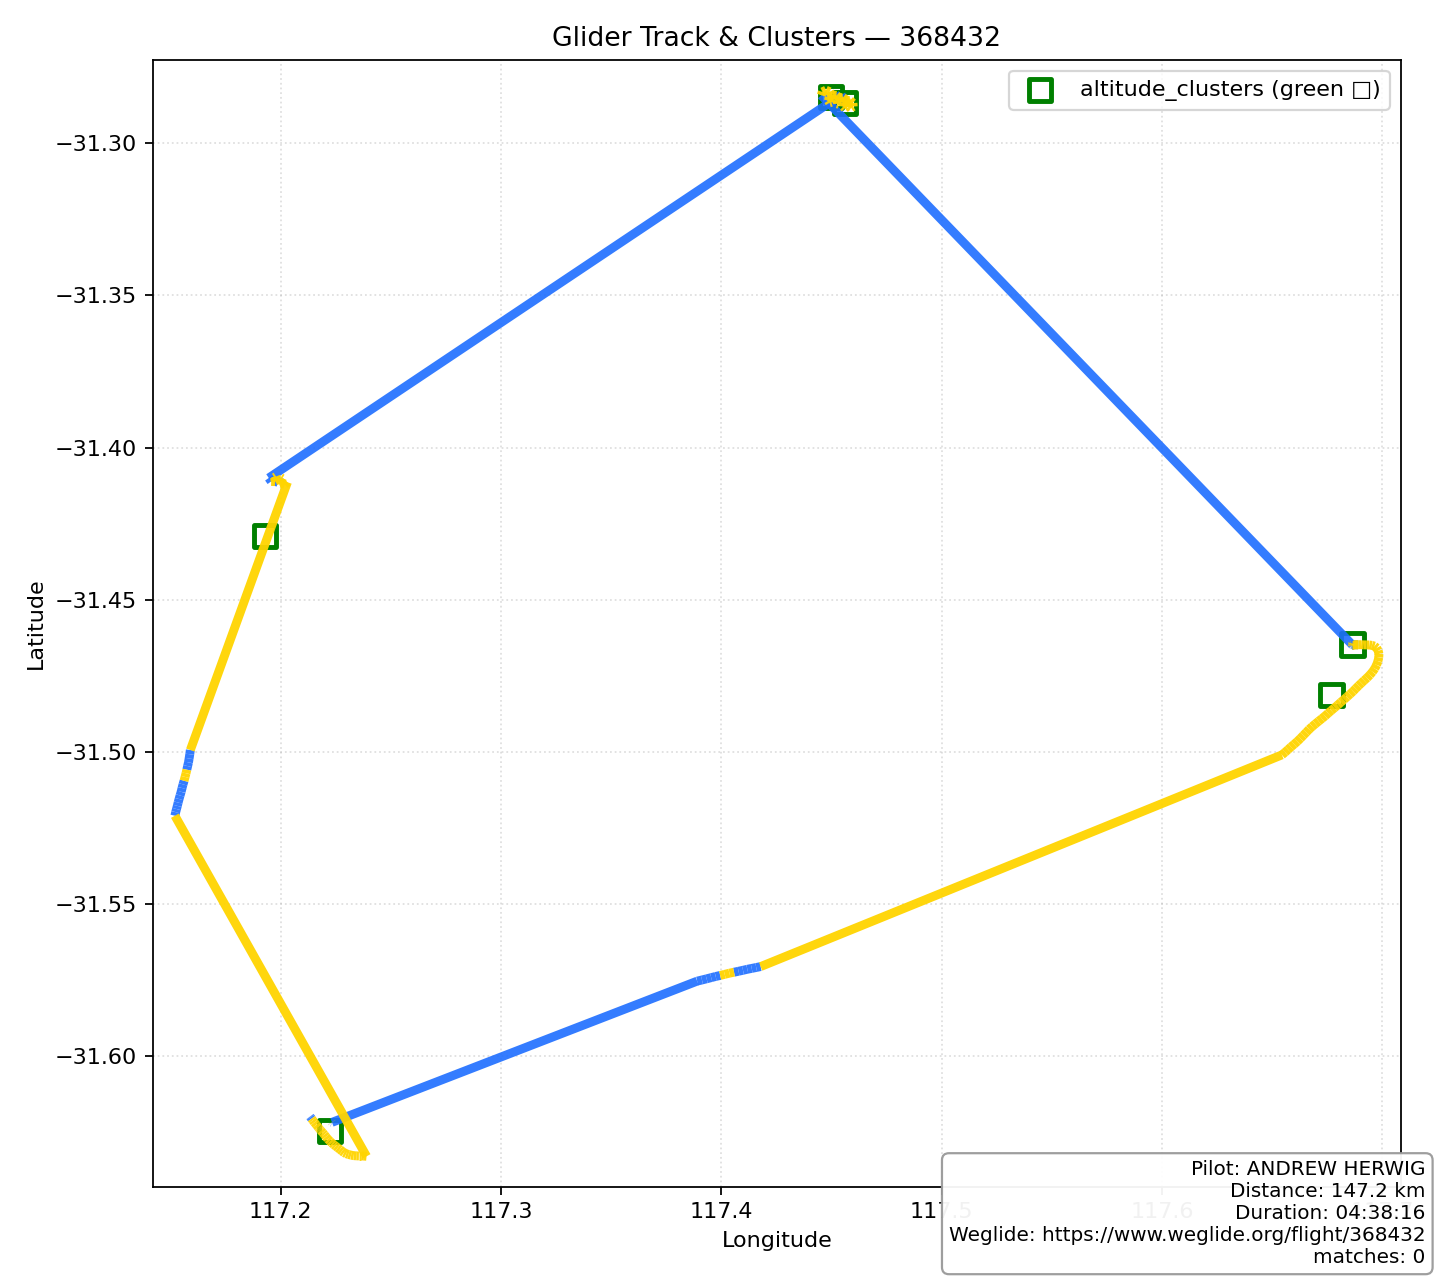 Glider Track & Clusters — 368432
altitude_clusters (green □)
−31.30
−31.35
−31.40
−31.45
−31.50
−31.55
−31.60
Latitude
117.2
117.3
117.4
117.5
117.6
Longitude
Pilot: ANDREW HERWIG
Distance: 147.2 km
Duration: 04:38:16
Weglide: https://www.weglide.org/flight/368432
matches: 0